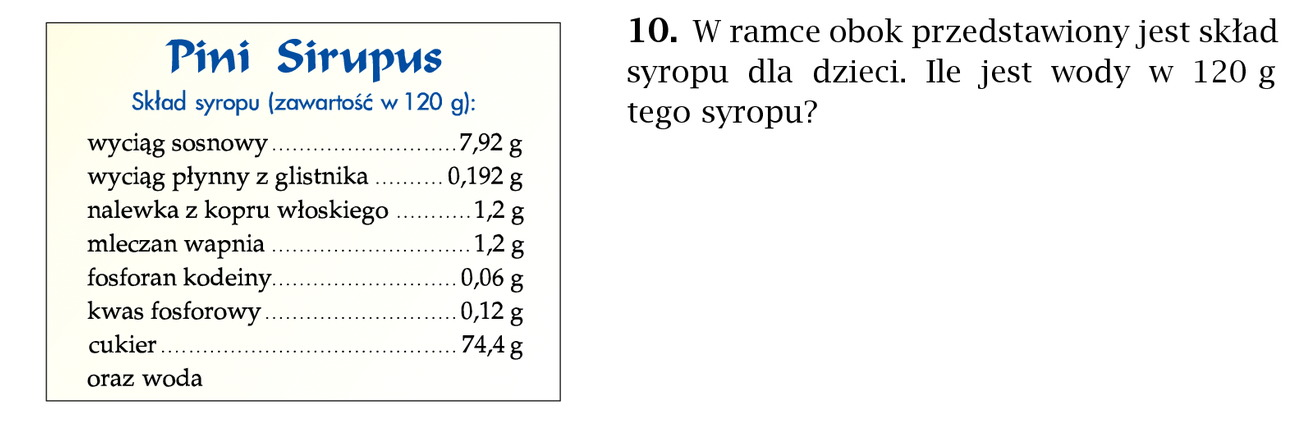 Pini Sirupus
Skład syropu (zawartość w 120 g):
wyciąg sosnowy..........................7,92 g
wyciąg płynny z glistnika ..........0,192 g
nalewka z kopru włoskiego ...........1,2 g
mleczan wapnia .............................1,2 g
fosforan kodeiny...........................0,06 g
kwas fosforowy............................0,12 g
cukier...........................................74,4 g
oraz woda
10. W ramce obok przedstawiony jest skład
syropu dla dzieci. Ile jest wody w 120 g
tego syropu?